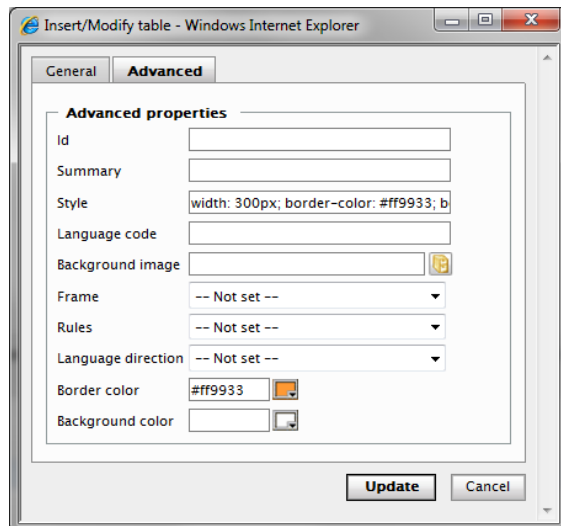 Insert/Modify table - Windows Internet Explorer
General Advanced
Advanced properties
Id
Summary
Style width: 300px; border-color: #ff9933; b
Language code
Background image
Frame -- Not set --
Rules -- Not set --
Language direction -- Not set --
Border color #ff9933
Background color
Update Cancel